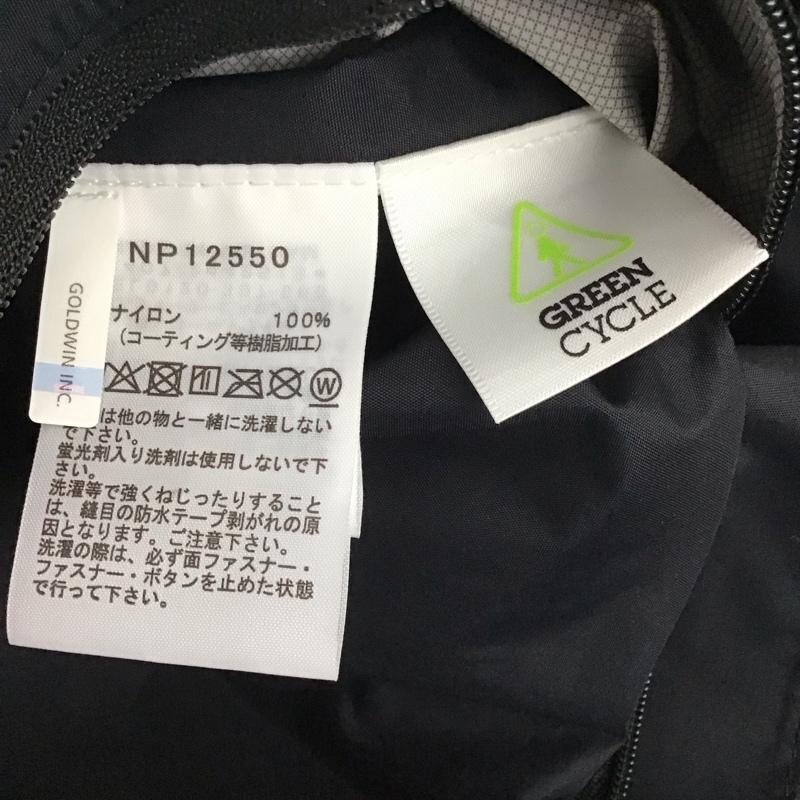 NP12550
GOLDWIN INC.
ナイロン 100%
(コーティング等樹脂加工)
W
は他の物と一緒に洗濯しない
で下さい。
蛍光剤入り洗剤は使用しないで下
さい。
洗濯等で強くねじったりすること
は、縫目の防水テープ剥がれの原
因となります。ご注意下さい。
洗濯の際は、必ず面ファスナー・
ファスナー・ボタンを止めた状態
で行って下さい。
GREEN
CYCLE